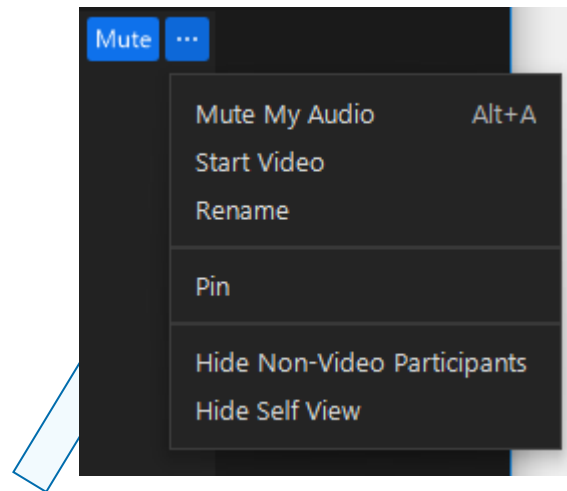 Mute ...
Mute My Audio Alt+A
Start Video
Rename
Pin
Hide Non-Video Participants
Hide Self View